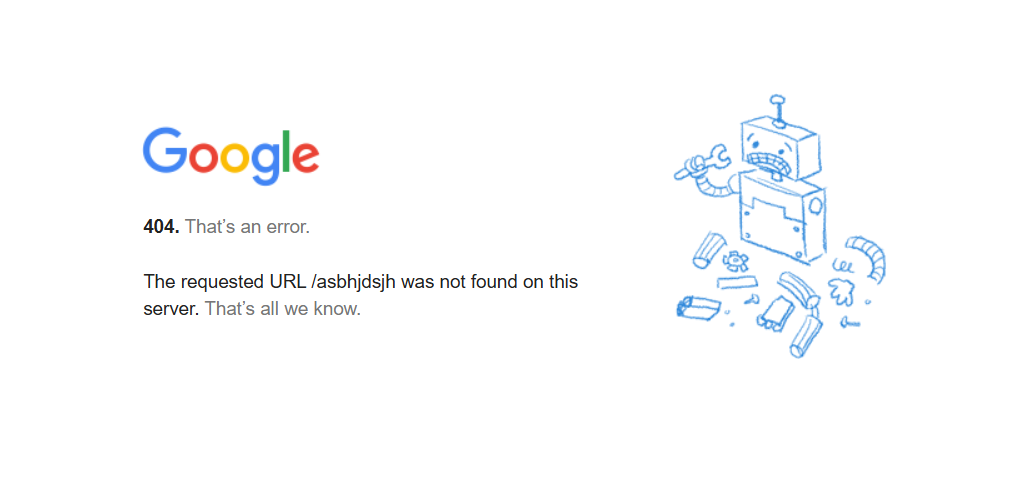 Google
404. That’s an error.
The requested URL /asbhjdsjh was not found on this
server. That’s all we know.